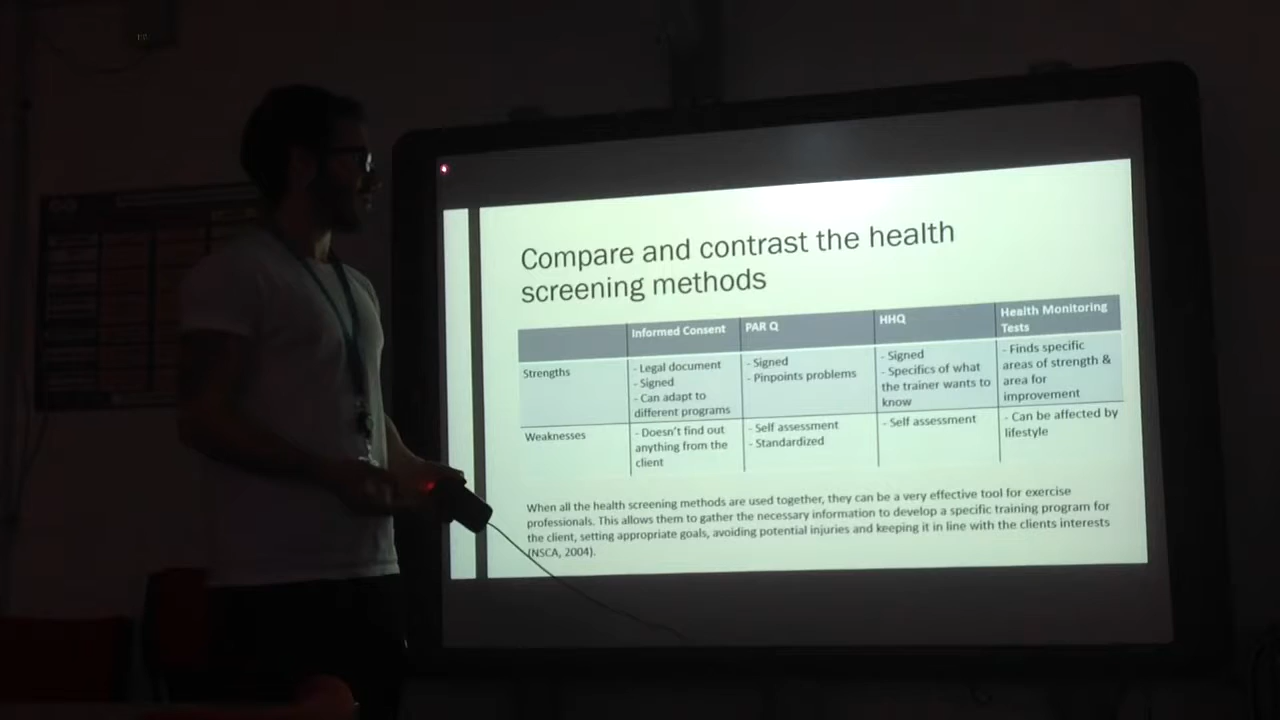 Compare and contrast the health
screening methods
Informed Consent
PAR Q
HHQ
Health Monitoring
Tests
Strengths
- Legal document
- Signed
- Can adapt to
different programs
- Signed
- Pinpoints problems
- Signed
- Specifics of what
the trainer wants to
know
- Finds specific
areas of strength &
area for
improvement
Weaknesses
- Doesn't find out
anything from the
client
- Self assessment
- Standardized
- Self assessment
- Can be affected by
lifestyle
When all the health screening methods are used together, they can be a very effective tool for exercise
professionals. This allows them to gather the necessary information to develop a specific training program for
the client, setting appropriate goals, avoiding potential injuries and keeping it in line with the clients interests
(NSCA, 2004).